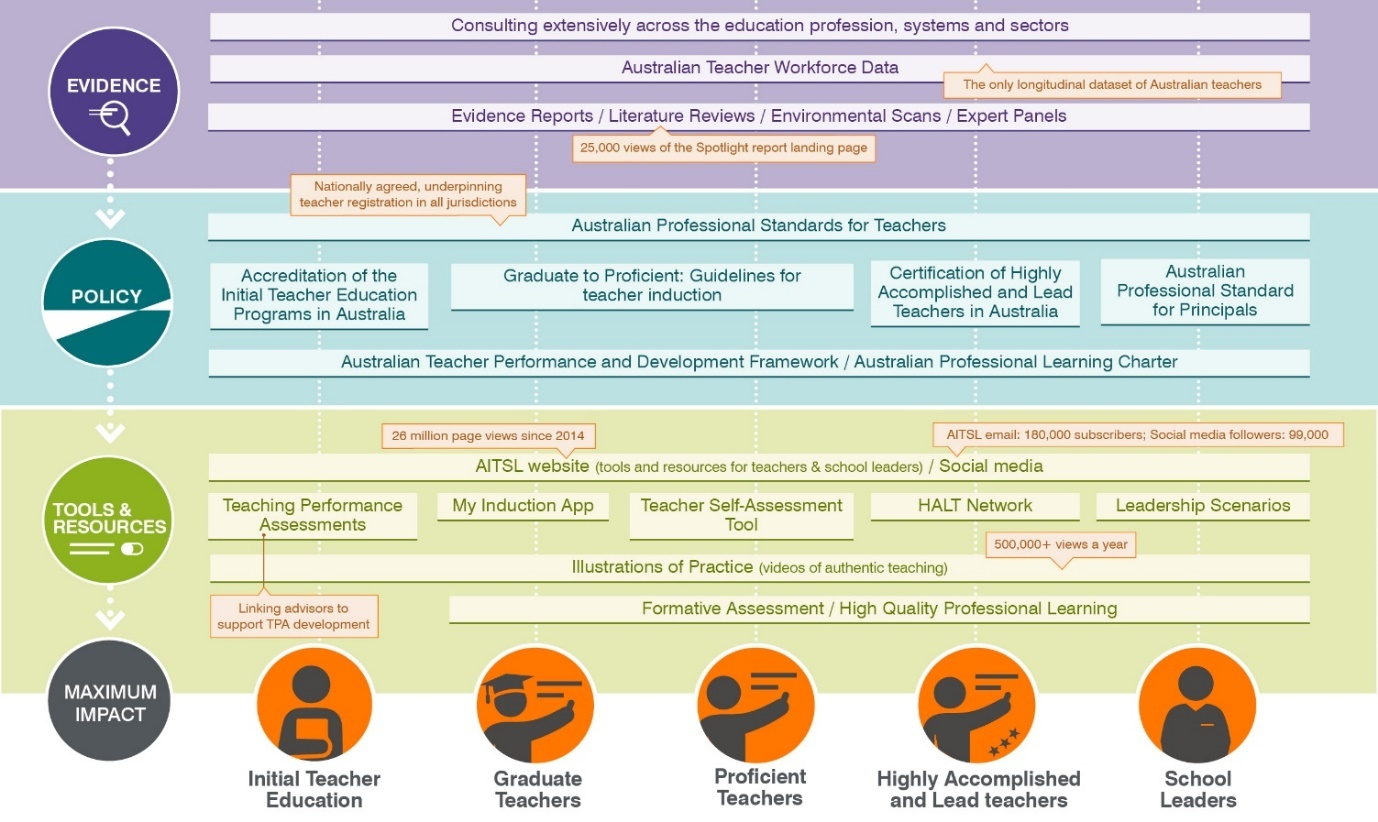 Consulting extensively across the education profession, systems and sectors
EVIDENCE
Australian Teacher Workforce Data
The only longitudinal dataset of Australian teachers
Evidence Reports / Literature Reviews / Environmental Scans / Expert Panels
25,000 views of the Spotlight report landing page
Nationally agreed, underpinning
teacher registration in all jurisdictions
Australian Professional Standards for Teachers
POLICY
Accreditation of the
Initial Teacher Education
Programs in Australia
Graduate to Proficient: Guidelines for
teacher induction
Certification of Highly
Accomplished and Lead
Teachers in Australia
Australian
Professional Standard
for Principals
Australian Teacher Performance and Development Framework / Australian Professional Learning Charter
26 million page views since 2014
AITSL email: 180,000 subscribers; Social media followers: 99,000
AITSL website (tools and resources for teachers & school leaders) / Social media
TOOLS &
RESOURCES
Teaching Performance
Assessments
My Induction App
Teacher Self-Assessment
Tool
HALT Network
Leadership Scenarios
500,000+ views a year
Illustrations of Practice (videos of authentic teaching)
Linking advisors to
support TPA development
Formative Assessment / High Quality Professional Learning
MAXIMUM
IMPACT
Initial Teacher
Education
Graduate
Teachers
Proficient
Teachers
Highly Accomplished
and Lead teachers
School
Leaders